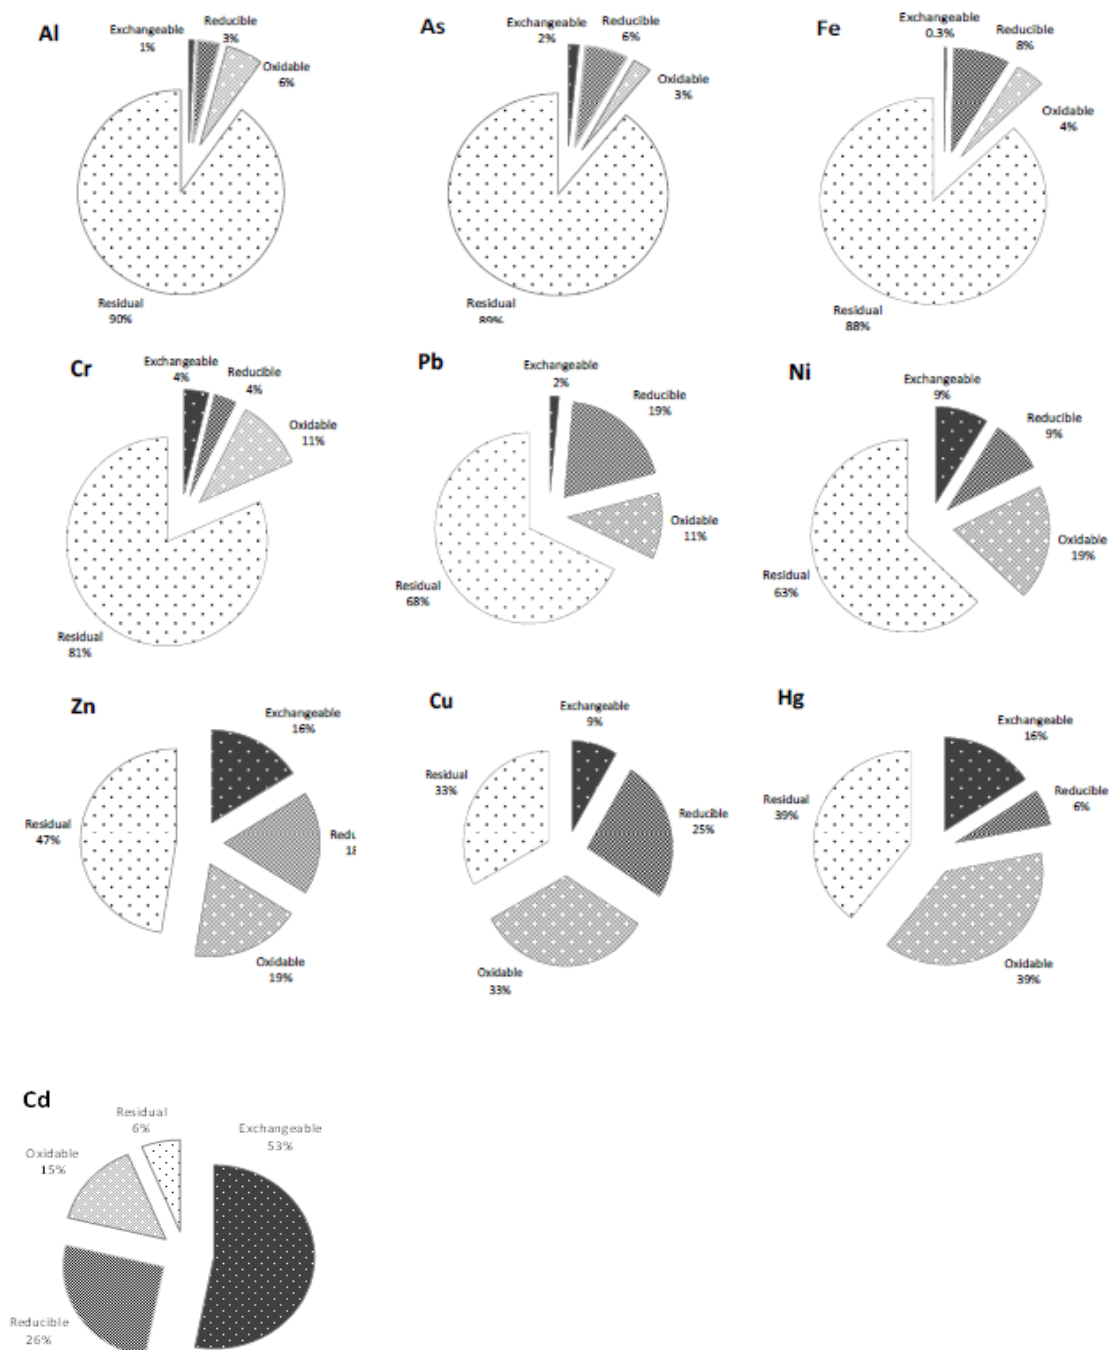 Al
Exchangeable
1%
Reducible
3%
Oxidable
6%
Residual
90%
As
Exchangeable
2%
Reducible
6%
Oxidable
3%
Residual
89%
Fe
Exchangeable
0.3%
Reducible
8%
Oxidable
4%
Residual
88%
Cr
Exchangeable
4%
Reducible
4%
Oxidable
11%
Residual
81%
Pb
Exchangeable
2%
Reducible
19%
Oxidable
11%
Residual
68%
Ni
Exchangeable
9%
Reducible
9%
Oxidable
19%
Residual
63%
Zn
Exchangeable
16%
Oxidable
19%
Residual
47%
Cu
Exchangeable
9%
Reducible
25%
Oxidable
33%
Residual
33%
Hg
Exchangeable
16%
Reducible
6%
Oxidable
39%
Residual
39%
Cd
Residual
6%
Exchangeable
53%
Oxidable
15%
Reducible
26%